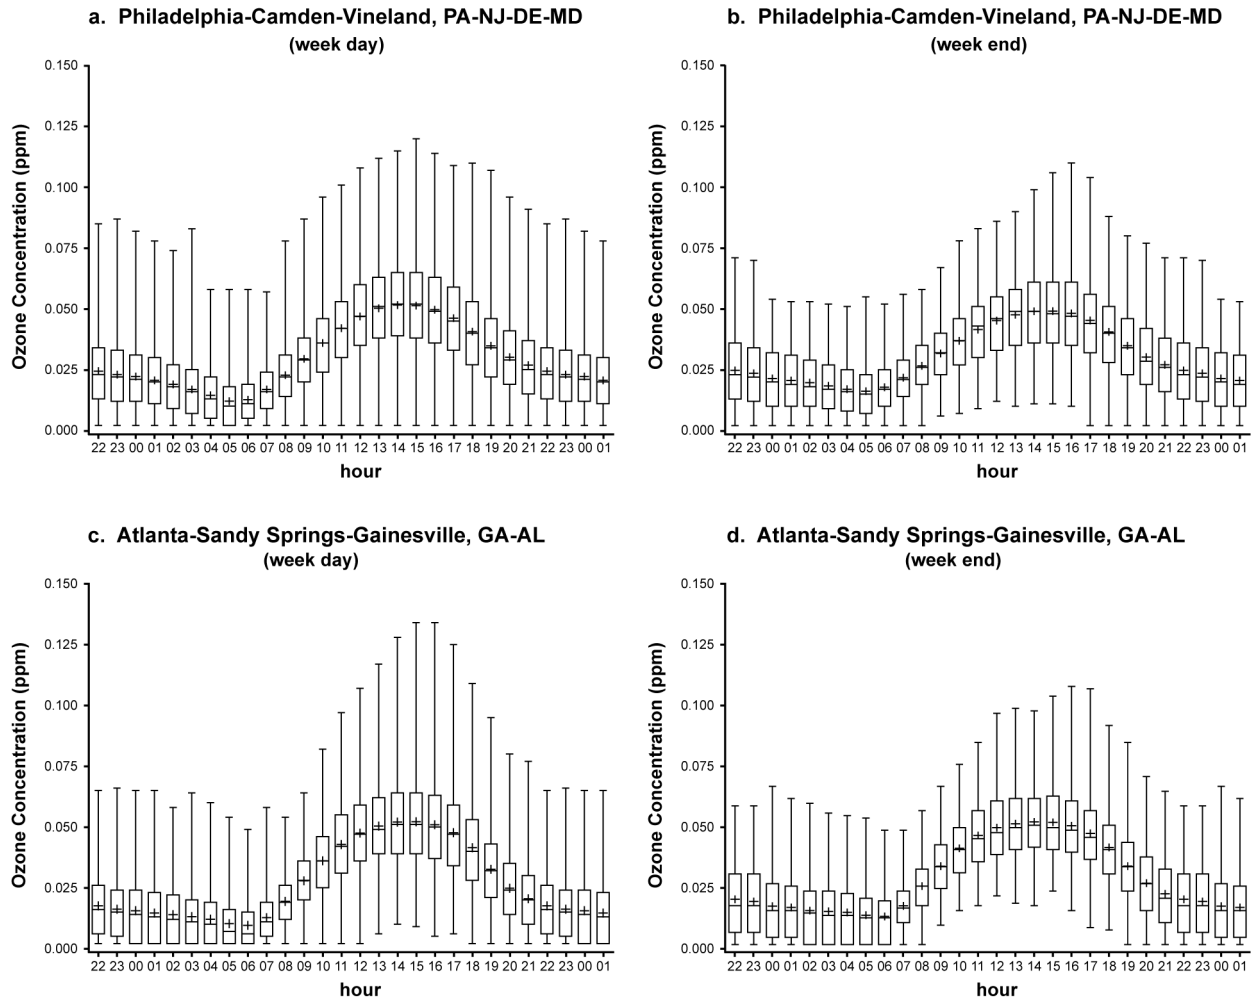 a. Philadelphia-Camden-Vineland, PA-NJ-DE-MD
(week day)
0.150
0.125
0.100
0.075
0.050
0.025
0.000
Ozone Concentration (ppm)
22 23 00 01 02 03 04 05 06 07 08 09 10 11 12 13 14 15 16 17 18 19 20 21 22 23 00 01
hour
b. Philadelphia-Camden-Vineland, PA-NJ-DE-MD
(week end)
0.150
0.125
0.100
0.075
0.050
0.025
0.000
Ozone Concentration (ppm)
22 23 00 01 02 03 04 05 06 07 08 09 10 11 12 13 14 15 16 17 18 19 20 21 22 23 00 01
hour
c. Atlanta-Sandy Springs-Gainesville, GA-AL
(week day)
0.150
0.125
0.100
0.075
0.050
0.025
0.000
Ozone Concentration (ppm)
22 23 00 01 02 03 04 05 06 07 08 09 10 11 12 13 14 15 16 17 18 19 20 21 22 23 00 01
hour
d. Atlanta-Sandy Springs-Gainesville, GA-AL
(week end)
0.150
0.125
0.100
0.075
0.050
0.025
0.000
Ozone Concentration (ppm)
22 23 00 01 02 03 04 05 06 07 08 09 10 11 12 13 14 15 16 17 18 19 20 21 22 23 00 01
hour